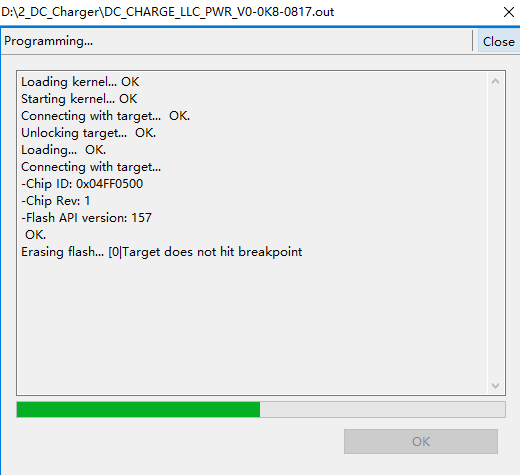 D:\2_DC_Charger\DC_CHARGE_LLC_PWR_V0-0K8-0817.out
Programming...
Close
Loading kernel... OK
Starting kernel... OK
Connecting with target...  OK.
Unlocking target...  OK.
Loading...  OK.
Connecting with target...
-Chip ID: 0x04FF0500
-Chip Rev: 1
-Flash API version: 157
 OK.
Erasing flash... [0|Target does not hit breakpoint
OK